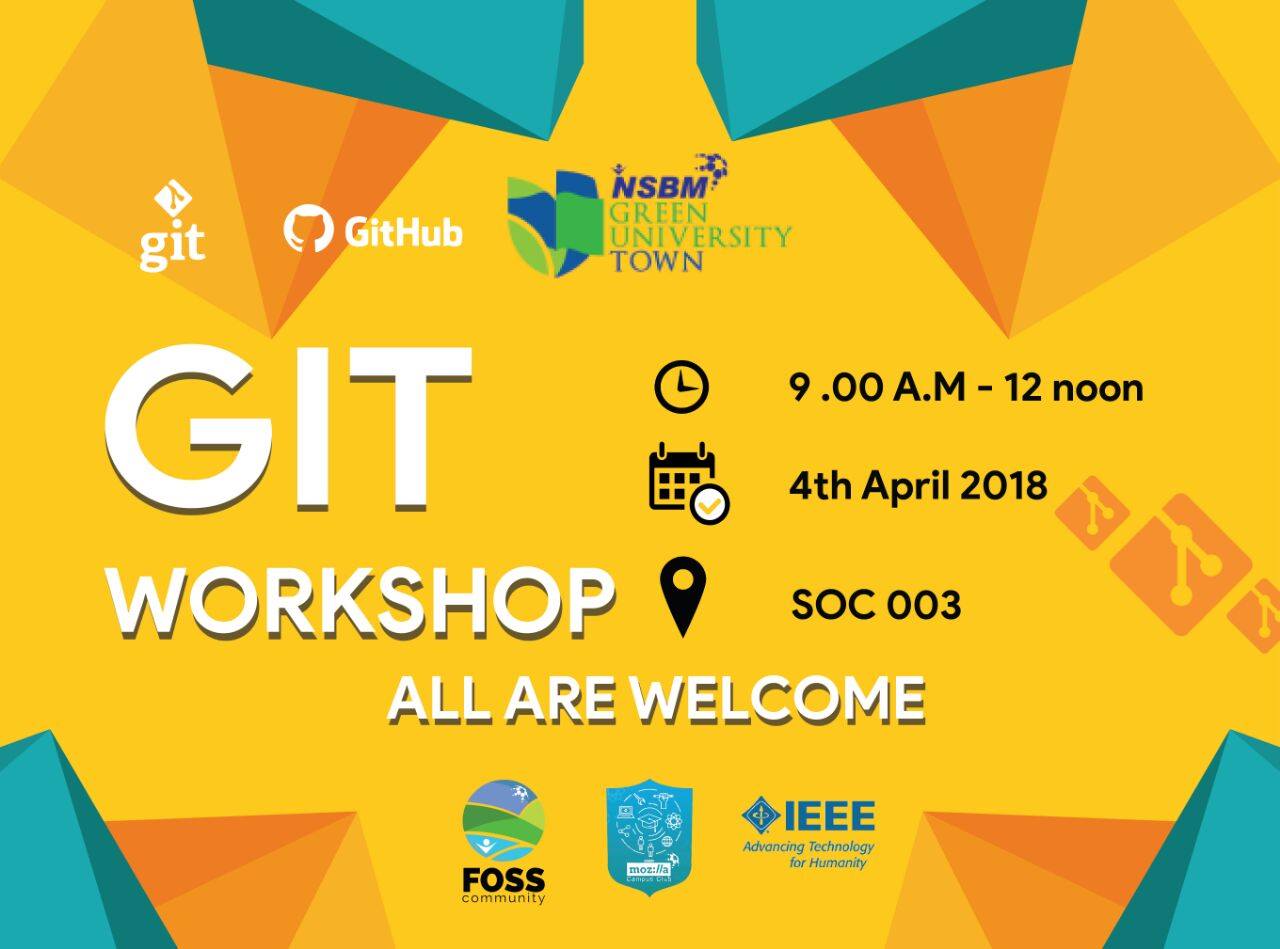 git
GitHub
NSBM
GREEN
UNIVERSITY
TOWN
GIT
WORKSHOP
9 .00 A.M - 12 noon
4th April 2018
SOC 003
ALL ARE WELCOME
FOSS
community
moz://a
Campus Club
IEEE
Advancing Technology
for Humanity